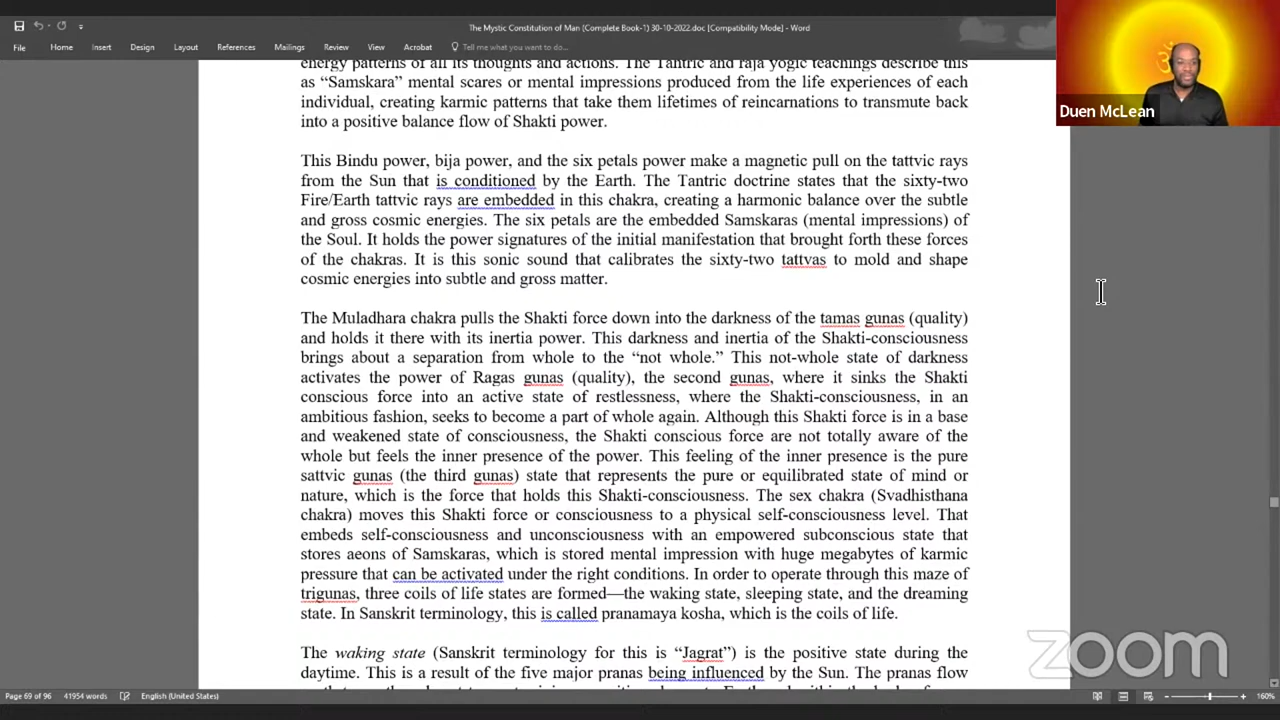 The Mystic Constitution of Man (Complete Book-1) 30-10-2022.doc [Compatibility Mode] - Word
File Home Insert Design Layout References Mailings Review View Acrobat Tell me what you want to do...
Duen McLean
energy patterns of all its thoughts and actions. The Tantric and raja yogic teachings describe this
as “Samskara” mental scares or mental impressions produced from the life experiences of each
individual, creating karmic patterns that take them lifetimes of reincarnations to transmute back
into a positive balance flow of Shakti power.
This Bindu power, bija power, and the six petals power make a magnetic pull on the tattvic rays
from the Sun that is conditioned by the Earth. The Tantric doctrine states that the sixty-two
Fire/Earth tattvic rays are embedded in this chakra, creating a harmonic balance over the subtle
and gross cosmic energies. The six petals are the embedded Samskaras (mental impressions) of
the Soul. It holds the power signatures of the initial manifestation that brought forth these forces
of the chakras. It is this sonic sound that calibrates the sixty-two tattvas to mold and shape
cosmic energies into subtle and gross matter.
The Muladhara chakra pulls the Shakti force down into the darkness of the tamas gunas (quality)
and holds it there with its inertia power. This darkness and inertia of the Shakti-consciousness
brings about a separation from whole to the “not whole.” This not-whole state of darkness
activates the power of Ragas gunas (quality), the second gunas, where it sinks the Shakti
conscious force into an active state of restlessness, where the Shakti-consciousness, in an
ambitious fashion, seeks to become a part of whole again. Although this Shakti force is in a base
and weakened state of consciousness, the Shakti conscious force are not totally aware of the
whole but feels the inner presence of the power. This feeling of the inner presence is the pure
sattvic gunas (the third gunas) state that represents the pure or equilibrated state of mind or
nature, which is the force that holds this Shakti-consciousness. The sex chakra (Svadhisthana
chakra) moves this Shakti force or consciousness to a physical self-consciousness level. That
embeds self-consciousness and unconsciousness with an empowered subconscious state that
stores aeons of Samskaras, which is stored mental impression with huge megabytes of karmic
pressure that can be activated under the right conditions. In order to operate through this maze of
trigunas, three coils of life states are formed—the waking state, sleeping state, and the dreaming
state. In Sanskrit terminology, this is called pranamaya kosha, which is the coils of life.
The waking state (Sanskrit terminology for this is “Jagrat”) is the positive state during the
daytime. This is a result of the five major pranas being influenced by the Sun. The pranas flow
zoom
Page 69 of 96 41954 words English (United States) 160%